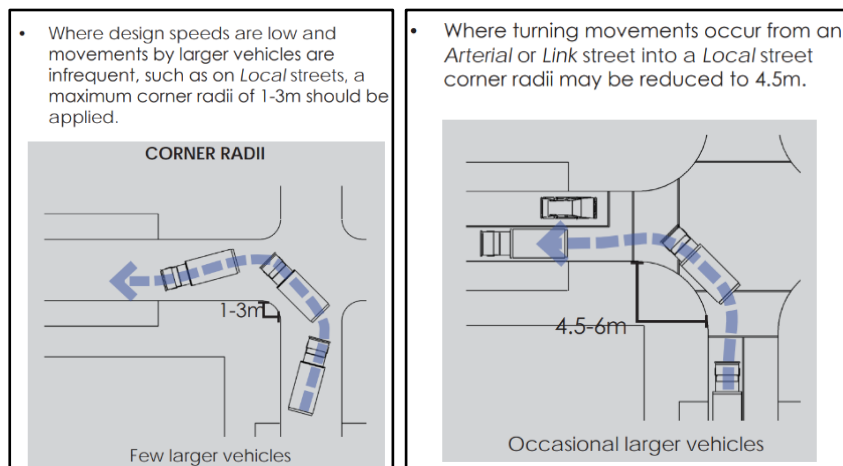 • Where design speeds are low and
movements by larger vehicles are
infrequent, such as on Local streets, a
maximum corner radii of 1-3m should be
applied.
CORNER RADII
1-3m
Few larger vehicles
• Where turning movements occur from an
Arterial or Link street into a Local street
corner radii may be reduced to 4.5m.
4.5-6m
Occasional larger vehicles